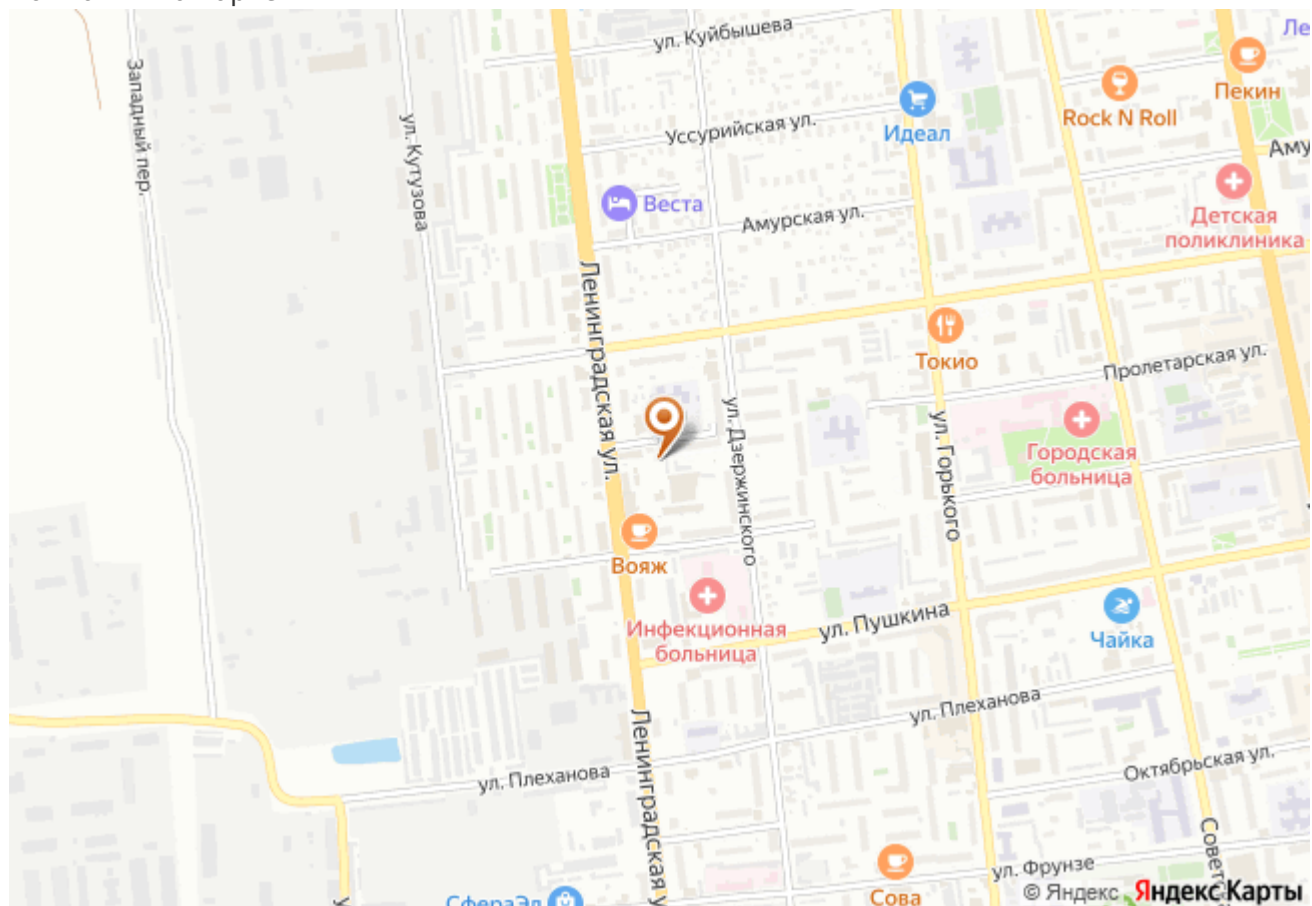 ул. Куйбышева
Западный пер.
ул. Кутузова
Уссурийская ул.
Идеал
Rock N Roll
Пекин
Веста
Амурская ул.
Детская
поликлиника
Ленинградская ул.
Токио
Пролетарская ул.
ул. Дзержинского
ул. Горького
Городская
больница
Вояж
Инфекционная
больница
ул. Пушкина
Чайка
ул. Плеханова
ул. Плеханова
Октябрьская ул.
Ленинградская у
Сова
ул. Фрунзе
СфераЭл
Советс
© Яндекс Яндекс Карты